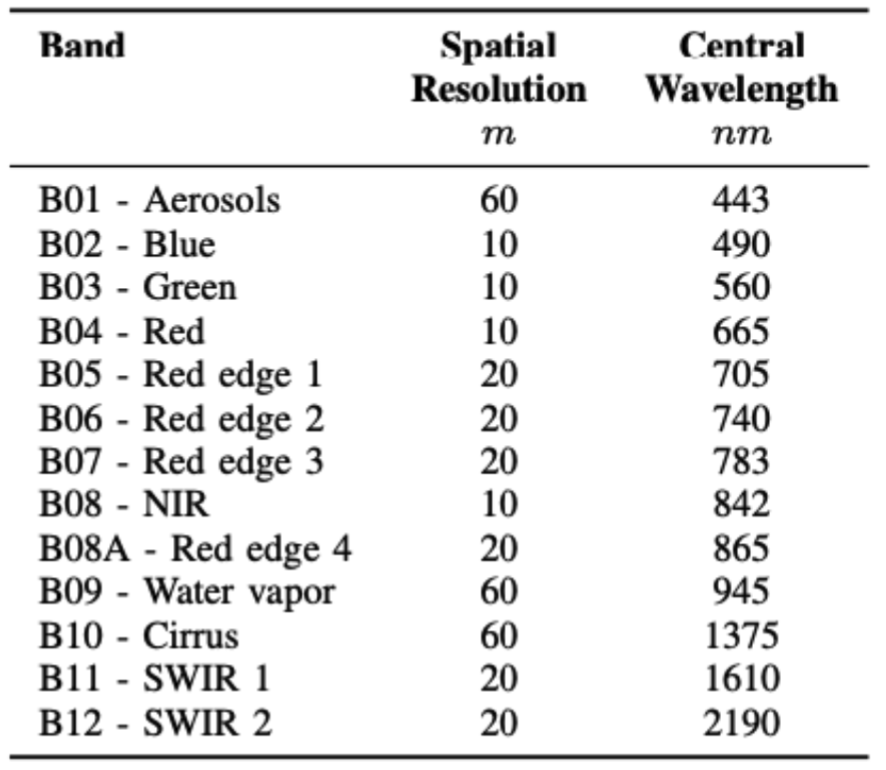 Band Spatial Central
Resolution Wavelength
m nm
B01 - Aerosols 60 443
B02 - Blue 10 490
B03 - Green 10 560
B04 - Red 10 665
B05 - Red edge 1 20 705
B06 - Red edge 2 20 740
B07 - Red edge 3 20 783
B08 - NIR 10 842
B08A - Red edge 4 20 865
B09 - Water vapor 60 945
B10 - Cirrus 60 1375
B11 - SWIR 1 20 1610
B12 - SWIR 2 20 2190